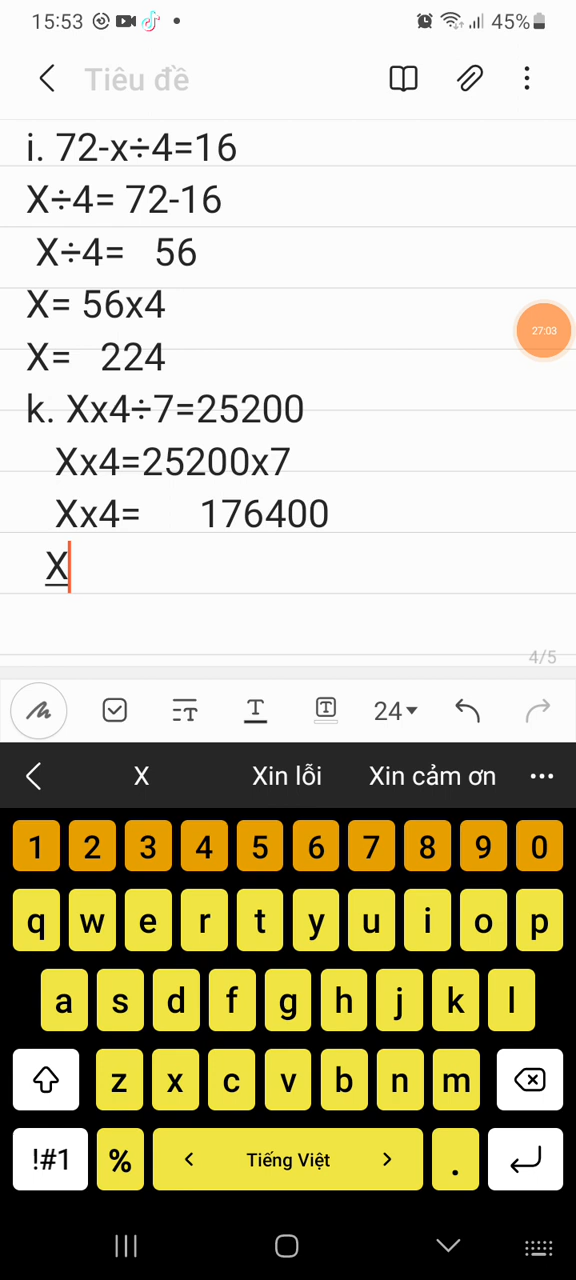 15:53
45%
Tiêu đề
i. 72-x÷4=16
X÷4= 72-16
X÷4= 56
X= 56x4
27:03
X= 224
k. Xx4÷7=25200
Xx4=25200x7
Xx4= 176400
X
4/5
T T T 24
X Xin lỗi Xin cảm ơn
1 2 3 4 5 6 7 8 9 0
q w e r t y u i o p
a s d f g h j k l
z x c v b n m
!#1 % < Tiếng Việt > .